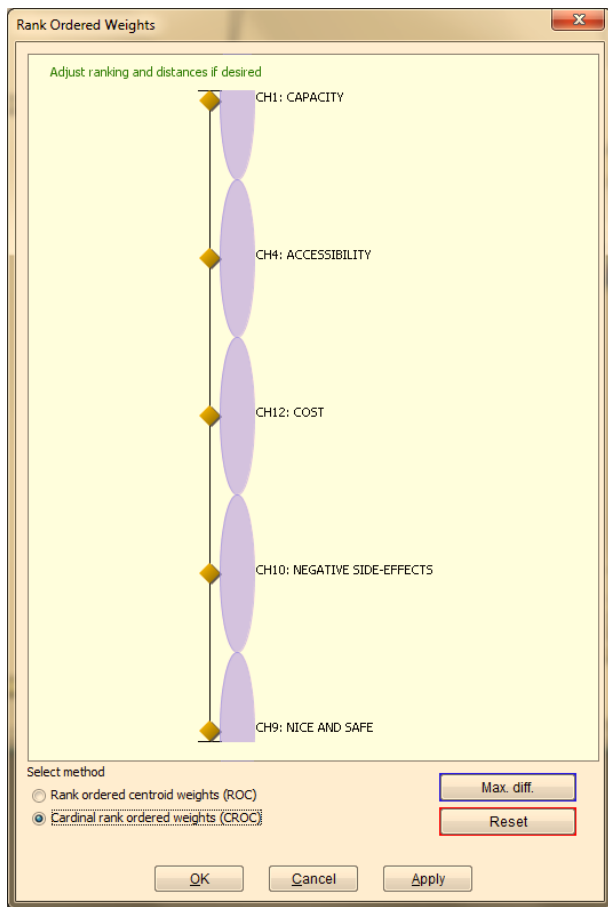 Rank Ordered Weights
Adjust ranking and distances if desired
CH1: CAPACITY
CH4: ACCESSIBILITY
CH12: COST
CH10: NEGATIVE SIDE-EFFECTS
CH9: NICE AND SAFE
Select method
Rank ordered centroid weights (ROC)
Cardinal rank ordered weights (CROC)
Max. diff.
Reset
OK Cancel Apply